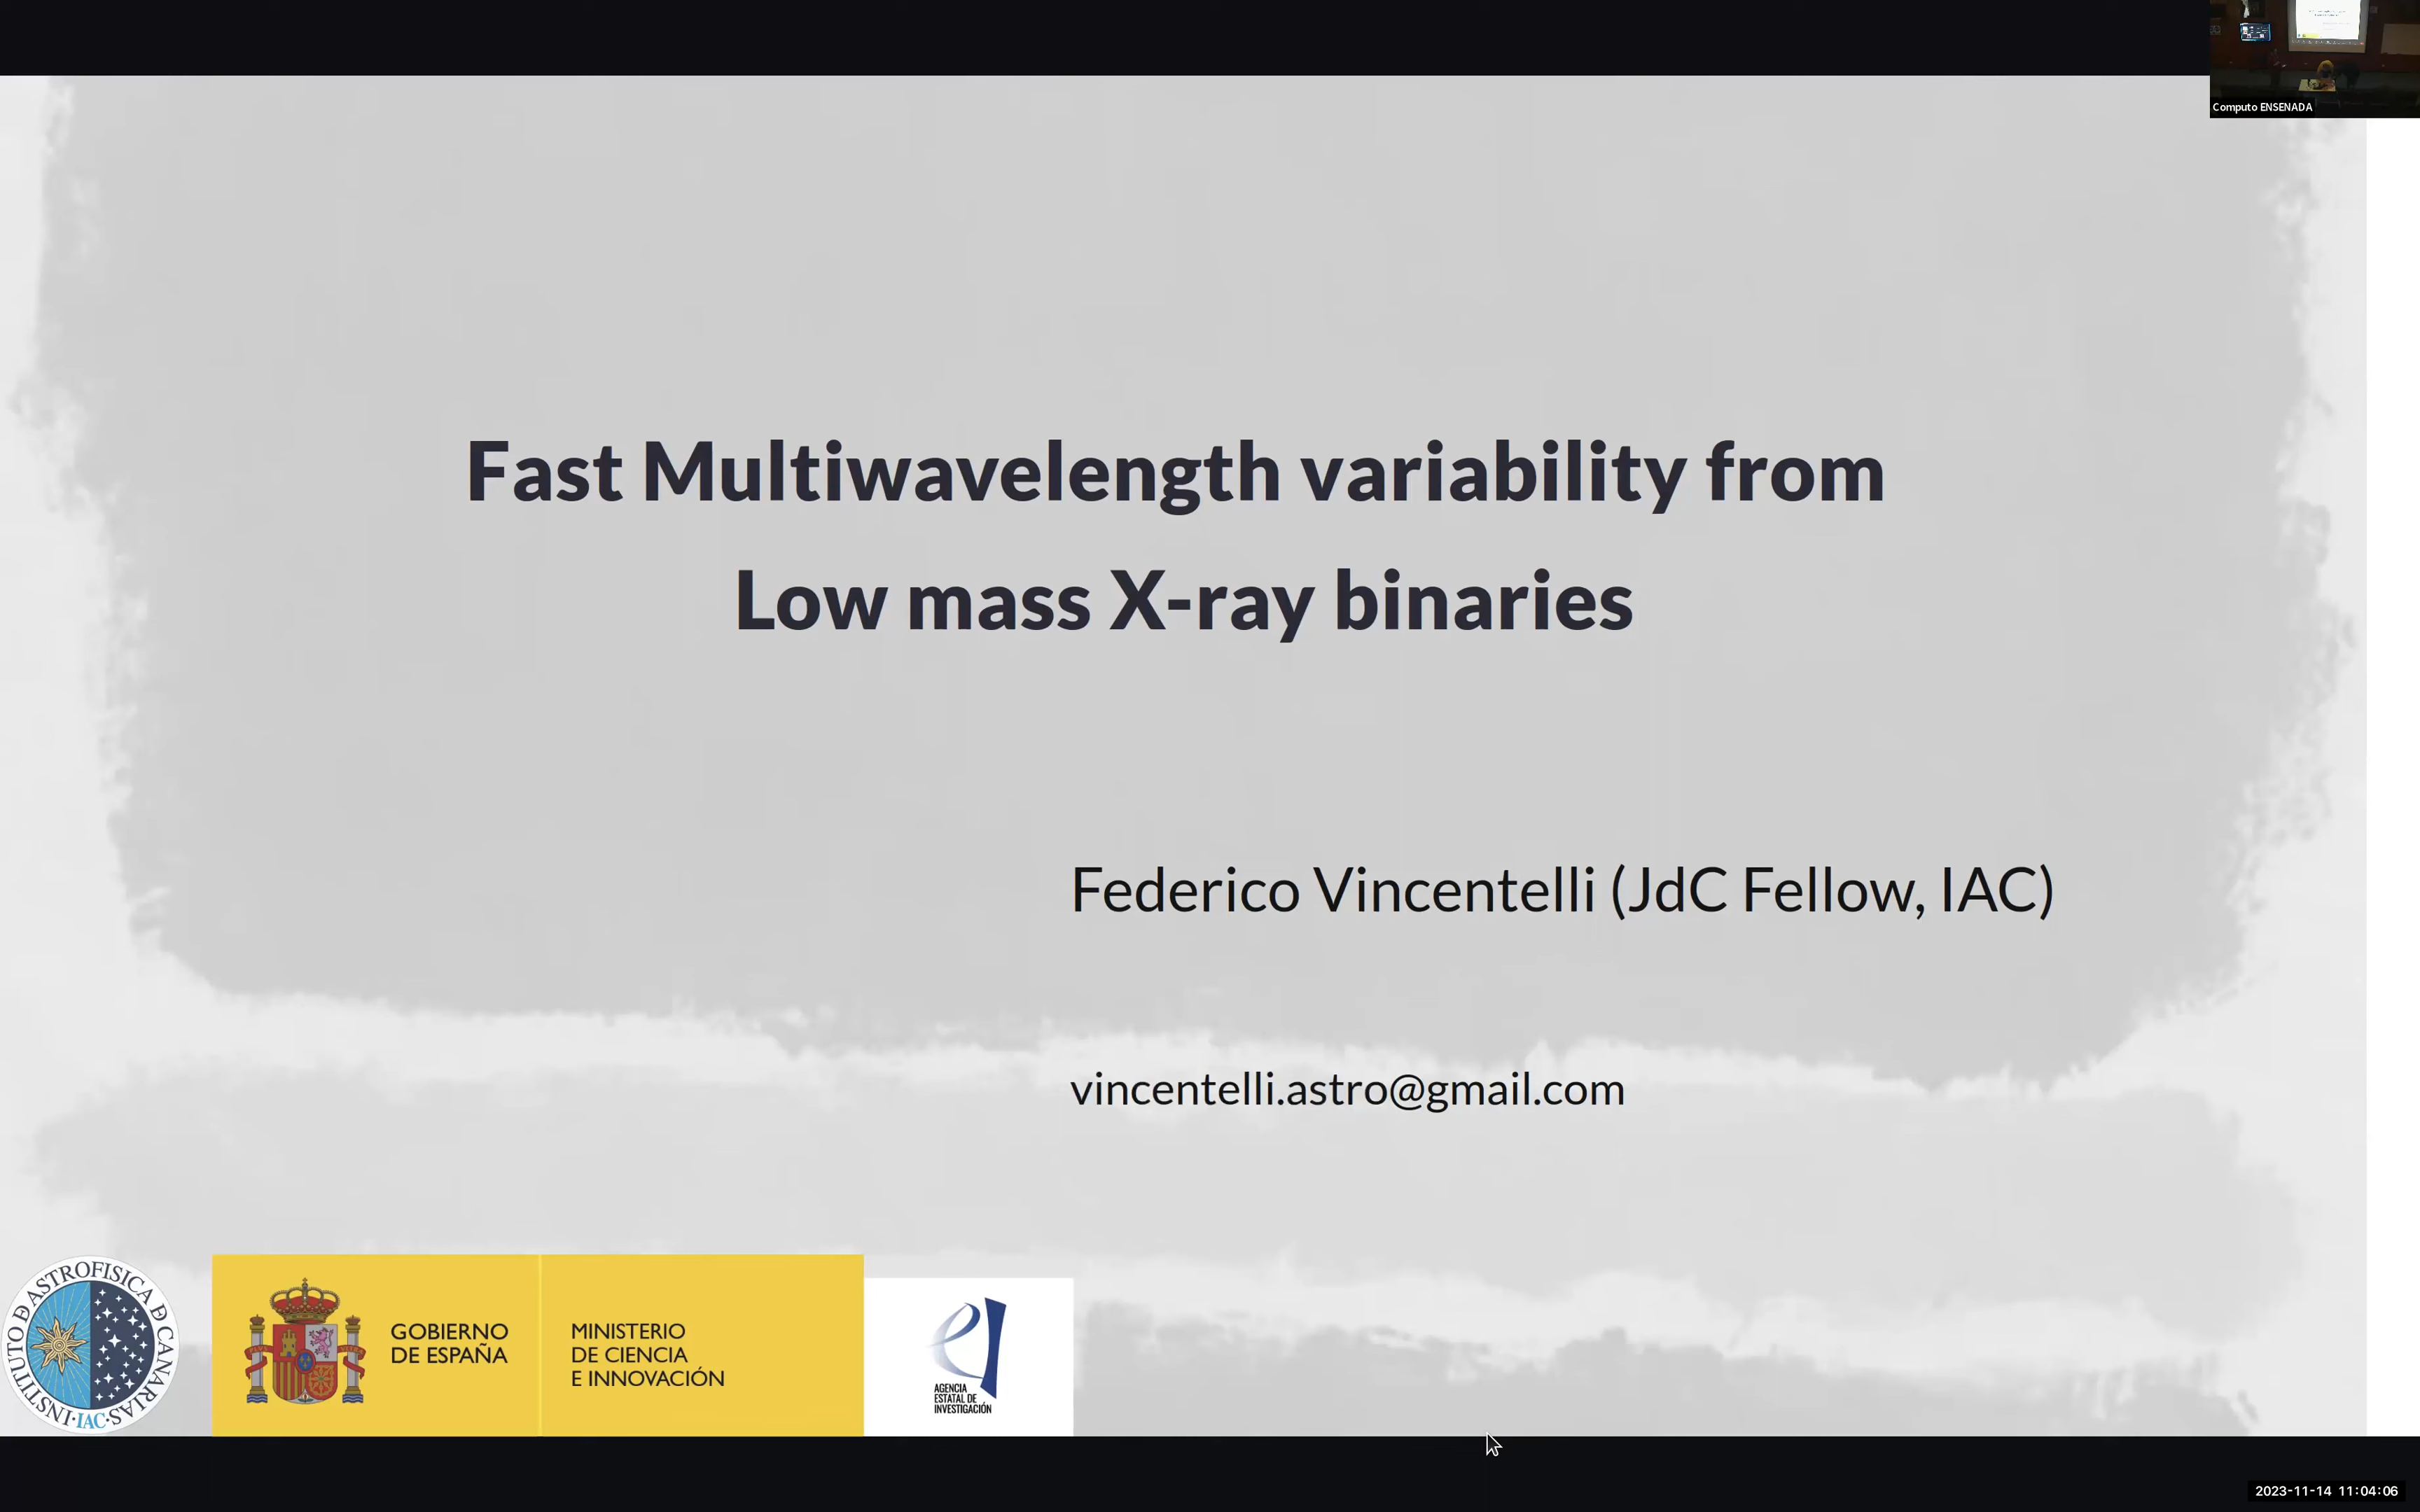 Computo ENSENADA
Fast Multiwavelength variability from
Low mass X-ray binaries
Federico Vincentelli (JdC Fellow, IAC)
vincentelli.astro@gmail.com
INSTITUTO Đ ASTROFISICA Đ CANARIAS·IAC·
GOBIERNO
DE ESPAÑA
MINISTERIO
DE CIENCIA
E INNOVACIÓN
AGENCIA
ESTATAL DE
INVESTIGACIÓN
2023-11-14 11:04:06